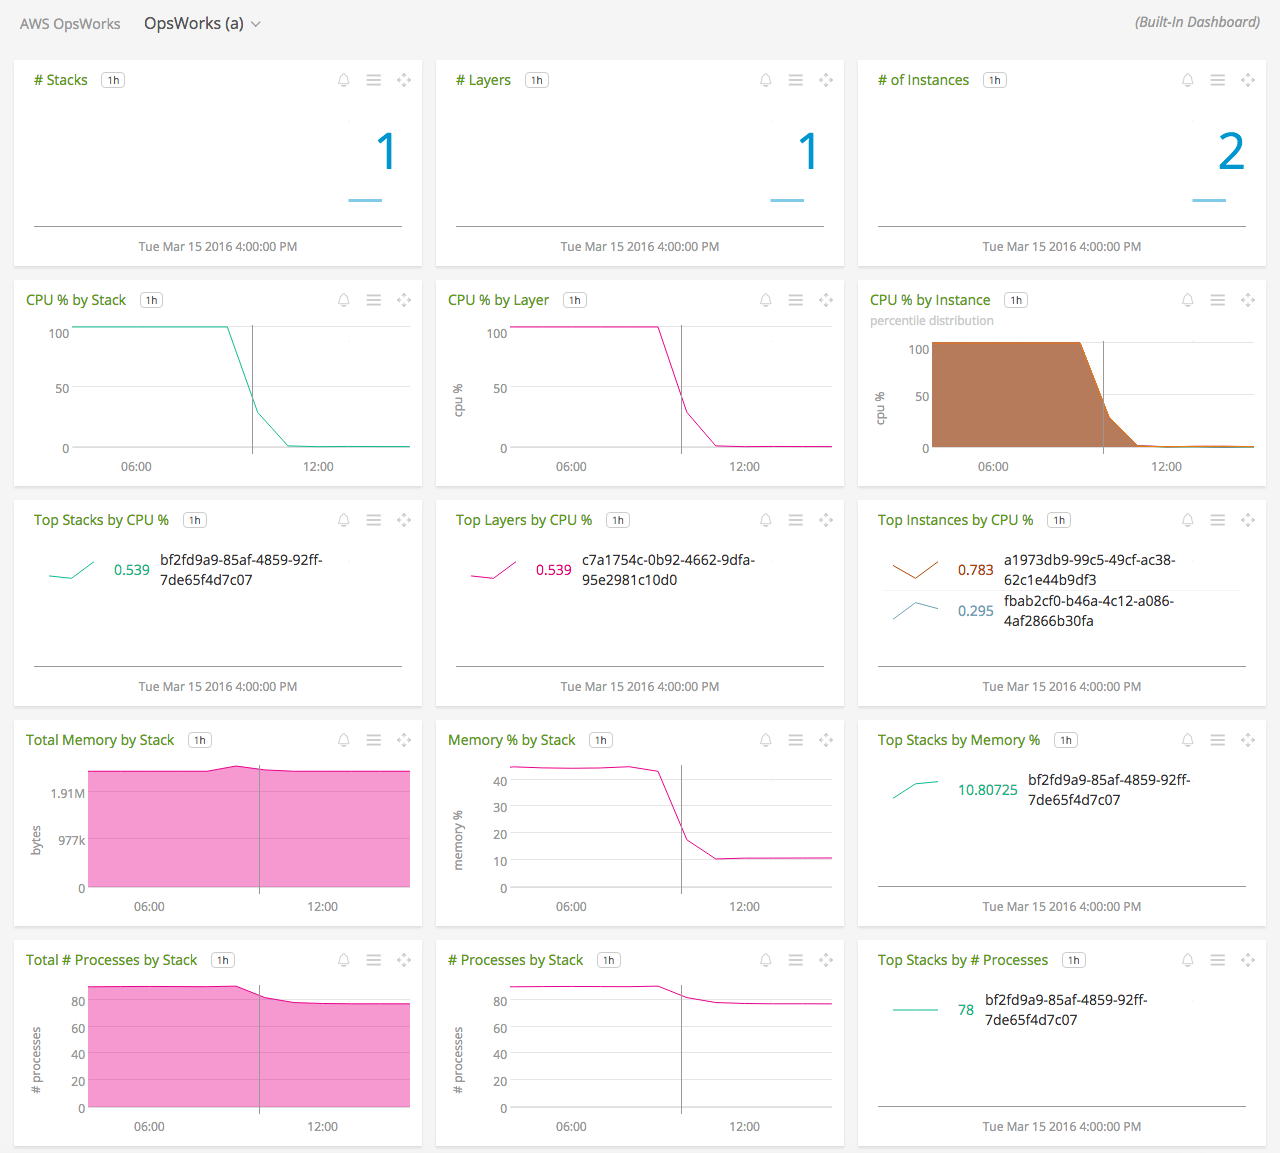 AWS OpsWorks OpsWorks (a) (Built-In Dashboard)
# Stacks 1h
1
Tue Mar 15 2016 4:00:00 PM
# Layers 1h
1
Tue Mar 15 2016 4:00:00 PM
# of Instances 1h
2
Tue Mar 15 2016 4:00:00 PM
CPU % by Stack 1h
100
50
0
06:00 12:00
CPU % by Layer 1h
cpu %
100
50
0
06:00 12:00
CPU % by Instance 1h
percentile distribution
cpu %
100
50
0
06:00 12:00
Top Stacks by CPU % 1h
0.539 bf2fd9a9-85af-4859-92ff-
7de65f4d7c07
Tue Mar 15 2016 4:00:00 PM
Top Layers by CPU % 1h
0.539 c7a1754c-0b92-4662-9dfa-
95e2981c10d0
Tue Mar 15 2016 4:00:00 PM
Top Instances by CPU % 1h
0.783 a1973db9-99c5-49cf-ac38-
62c1e44b9df3
0.295 fbab2cf0-b46a-4c12-a086-
4af2866b30fa
Tue Mar 15 2016 4:00:00 PM
Total Memory by Stack 1h
bytes
1.91M
977k
0
06:00 12:00
Memory % by Stack 1h
memory %
40
30
20
10
0
06:00 12:00
Top Stacks by Memory % 1h
10.80725 bf2fd9a9-85af-4859-92ff-
7de65f4d7c07
Tue Mar 15 2016 4:00:00 PM
Total # Processes by Stack 1h
# processes
80
60
40
20
0
06:00 12:00
# Processes by Stack 1h
# processes
80
60
40
20
0
06:00 12:00
Top Stacks by # Processes 1h
78 bf2fd9a9-85af-4859-92ff-
7de65f4d7c07
Tue Mar 15 2016 4:00:00 PM